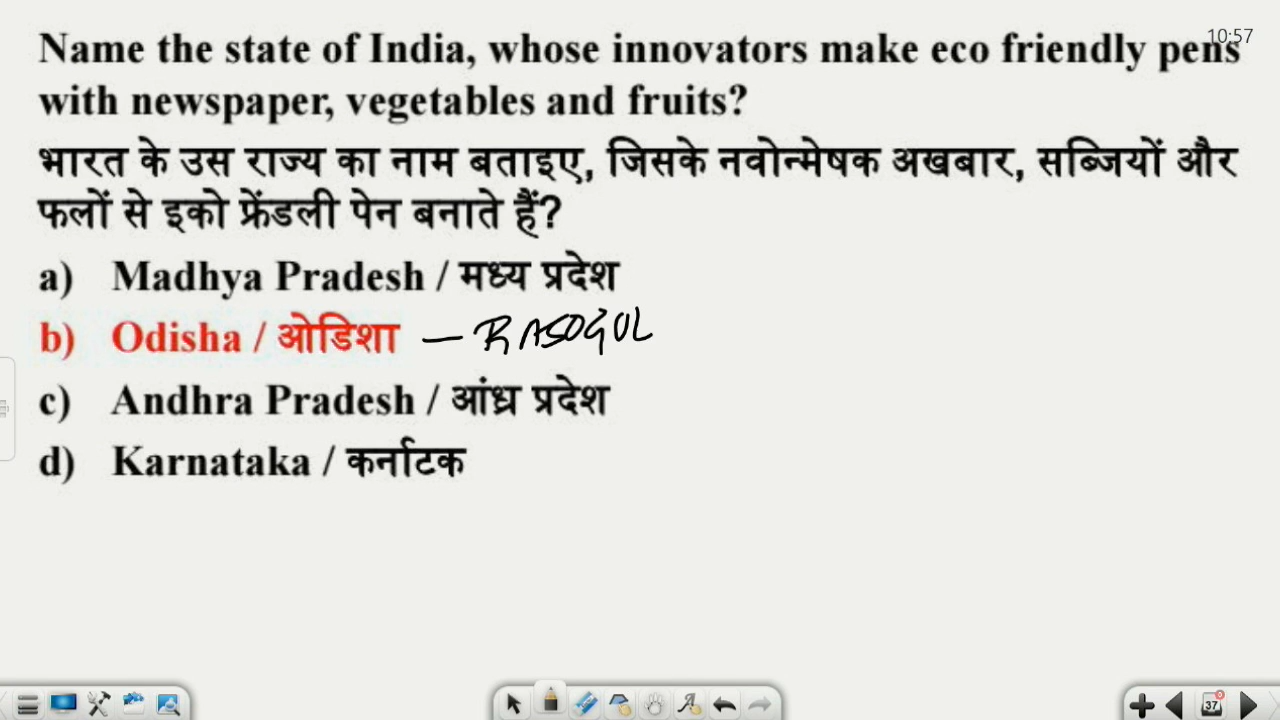 10:57
Name the state of India, whose innovators make eco friendly pens
with newspaper, vegetables and fruits?
भारत के उस राज्य का नाम बताइए, जिसके नवोन्मेषक अखबार, सब्जियों और
फलों से इको फ्रेंडली पेन बनाते हैं?
a) Madhya Pradesh / मध्य प्रदेश
b) Odisha / ओडिशा — RASOGUL
c) Andhra Pradesh / आंध्र प्रदेश
d) Karnataka / कर्नाटक
37